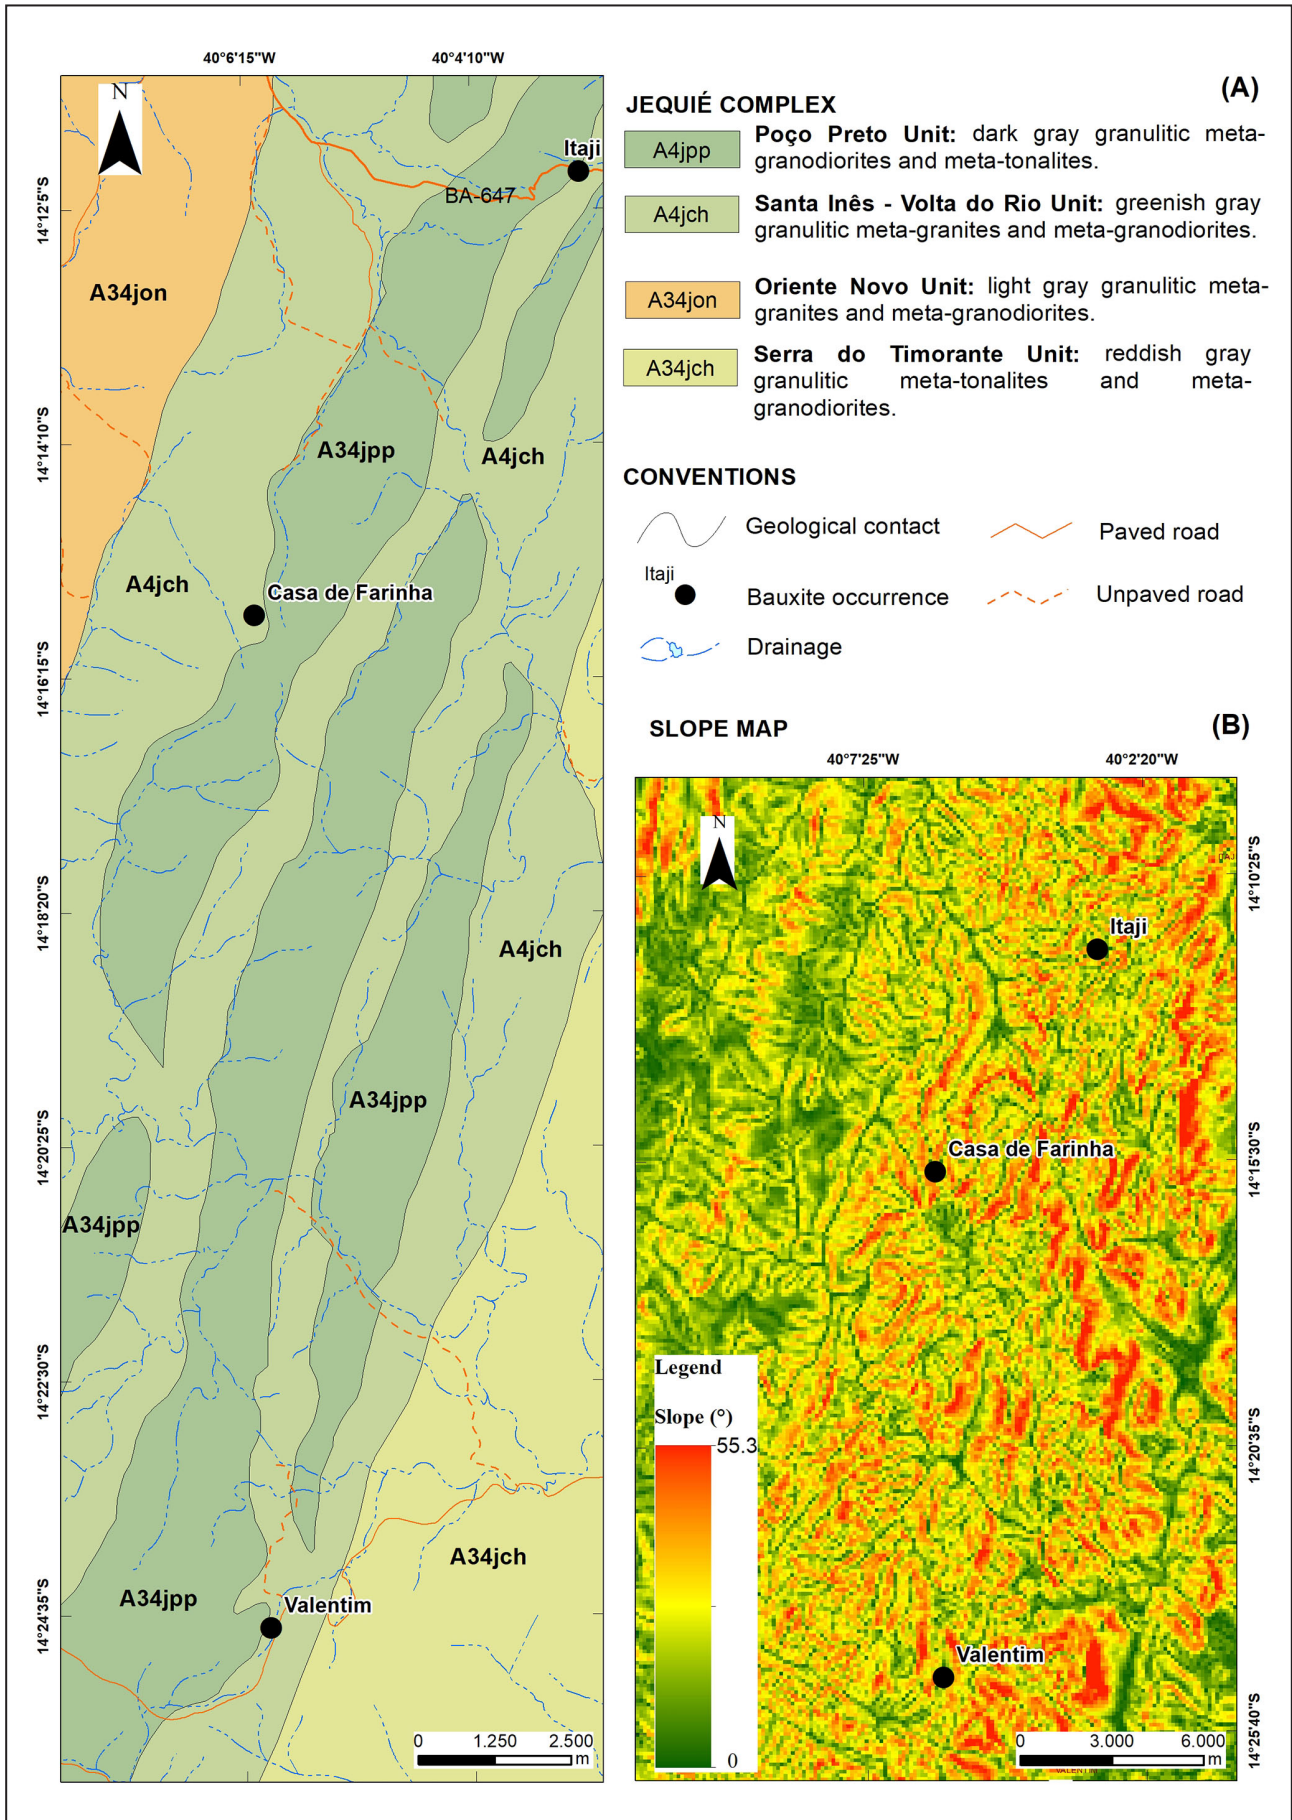 40°6'15"W
40°4'10"W
N
14°12'5"S
14°14'10"S
14°16'15"S
14°18'20"S
14°20'25"S
14°22'30"S
14°24'35"S
Itaji
BA-647
A34jon
A34jpp
A4jch
A4jch
Casa de Farinha
A4jch
A34jpp
A34jpp
A34jch
A34jpp
Valentim
0 1.250 2.500
m
(A)
JEQUIÉ COMPLEX
A4jpp
Poço Preto Unit: dark gray granulitic meta-
granodiorites and meta-tonalites.
A4jch
Santa Inês - Volta do Rio Unit: greenish gray
granulitic meta-granites and meta-granodiorites.
A34jon
Oriente Novo Unit: light gray granulitic meta-
granites and meta-granodiorites.
A34jch
Serra do Timorante Unit: reddish gray
granulitic meta-tonalites and meta-
granodiorites.
CONVENTIONS
Geological contact
Paved road
Itaji
Bauxite occurrence
Unpaved road
Drainage
SLOPE MAP
(B)
40°7'25"W
40°2'20"W
N
14°10'25"S
14°15'30"S
14°20'35"S
14°25'40"S
Itaji
Casa de Farinha
Valentim
Legend
Slope (°)
55.3
0
0 3.000 6.000
m
VALENTIM